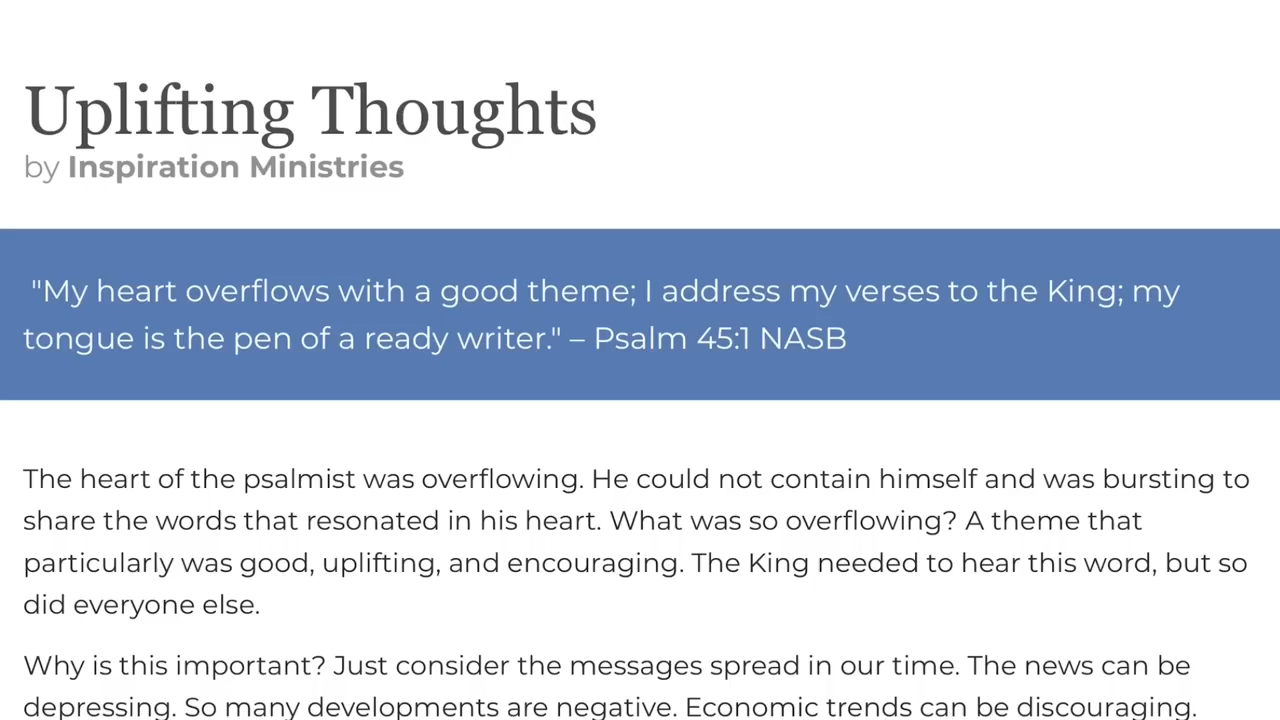 Uplifting Thoughts
by Inspiration Ministries
"My heart overflows with a good theme; I address my verses to the King; my
tongue is the pen of a ready writer." – Psalm 45:1 NASB
The heart of the psalmist was overflowing. He could not contain himself and was bursting to
share the words that resonated in his heart. What was so overflowing? A theme that
particularly was good, uplifting, and encouraging. The King needed to hear this word, but so
did everyone else.
Why is this important? Just consider the messages spread in our time. The news can be
depressing. So many developments are negative. Economic trends can be discouraging.